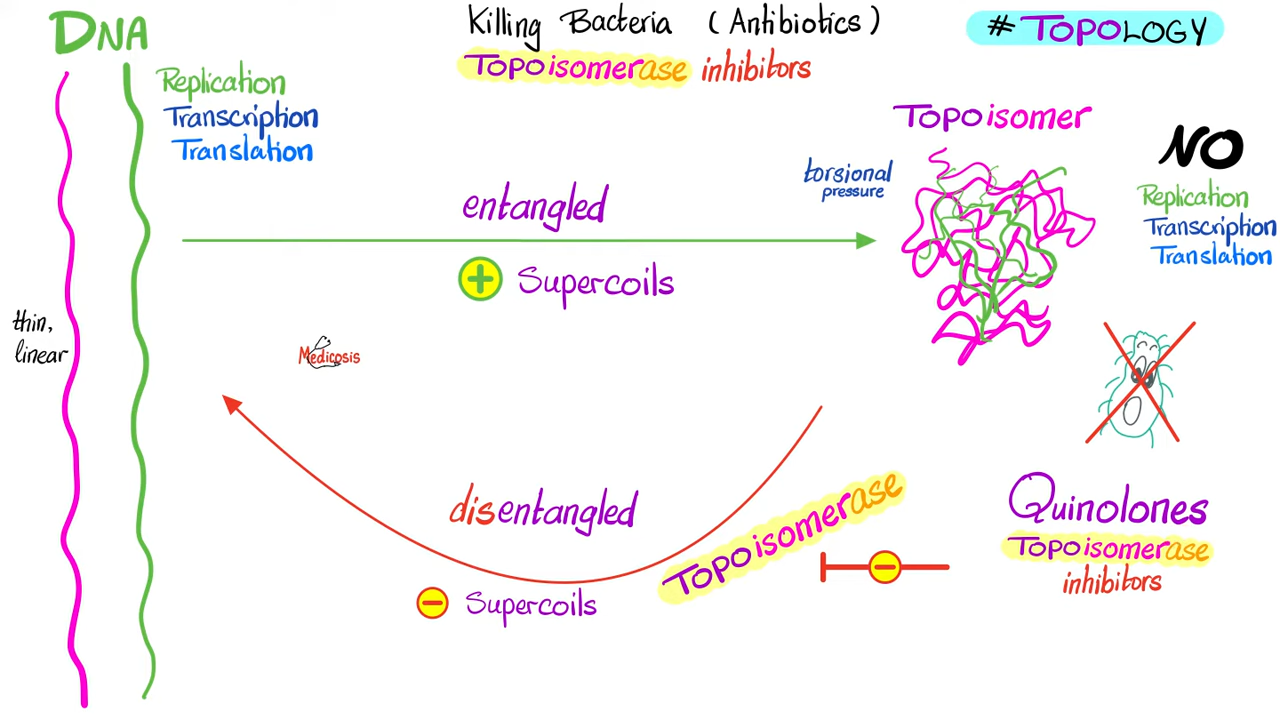 DNA
Killing Bacteria (Antibiotics)
Topoisomerase inhibitors
# TOPOLOGY
Replication
Transcription
Translation
Topoisomer
torsional
pressure
NO
Replication
Transcription
Translation
entangled
+ Supercoils
thin,
linear
Medicosis
disentangled
- Supercoils
Topoisomerase
-
Quinolones
Topoisomerase
inhibitors